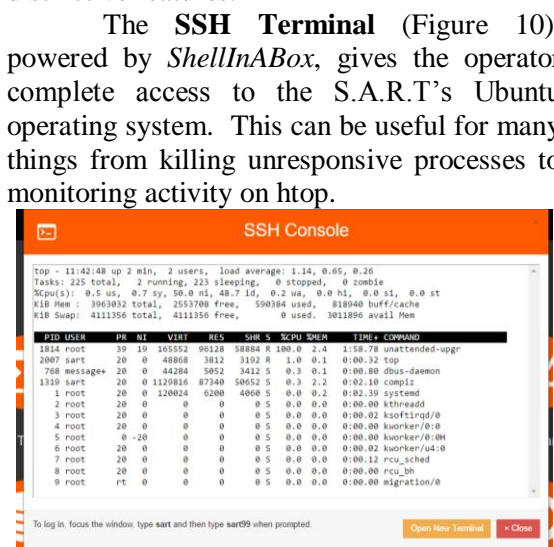 The SSH Terminal (Figure 10)
powered by ShellInABox, gives the operator
complete access to the S.A.R.T's Ubuntu
operating system. This can be useful for many
things from killing unresponsive processes to
monitoring activity on htop.
SSH Console
top - 11:42:48 up 2 min, 2 users, load average: 1.14, 0.65, 0.26
Tasks: 225 total, 2 running, 223 sleeping, 0 stopped, 0 zombie
%Cpu(s): 0.5 us, 0.7 sy, 50.0 ni, 48.7 id, 0.2 wa, 0.0 hi, 0.0 si, 0.0 st
KiB Mem : 3963032 total, 2553708 free, 590384 used, 818940 buff/cache
KiB Swap: 4111356 total, 4111356 free, 0 used. 3011896 avail Mem
PID USER PR NI VIRT RES SHR S %CPU %MEM TIME+ COMMAND
1814 root 39 19 165552 96128 58884 R 100.0 2.4 1:58.78 unattended-upgr
2007 sart 20 0 48868 3812 3192 R 1.0 0.1 0:00.32 top
768 message+ 20 0 44284 5052 3412 S 0.3 0.1 0:00.80 dbus-daemon
1319 sart 20 0 1129816 87340 50652 S 0.3 2.2 0:02.10 compiz
1 root 20 0 120024 6200 4060 S 0.0 0.2 0:02.39 systemd
2 root 20 0 0 0 0 S 0.0 0.0 0:00.00 kthreadd
3 root 20 0 0 0 0 S 0.0 0.0 0:00.02 ksoftirqd/0
4 root 20 0 0 0 0 S 0.0 0.0 0:00.00 kworker/0:0
5 root 0 -20 0 0 0 S 0.0 0.0 0:00.00 kworker/0:0H
6 root 20 0 0 0 0 S 0.0 0.0 0:00.02 kworker/u4:0
7 root 20 0 0 0 0 S 0.0 0.0 0:00.12 rcu_sched
8 root 20 0 0 0 0 S 0.0 0.0 0:00.00 rcu_bh
9 root rt 0 0 0 0 S 0.0 0.0 0:00.00 migration/0
To log in, focus the window, type sart and then type sart99 when prompted.
Open New Terminal
× Close